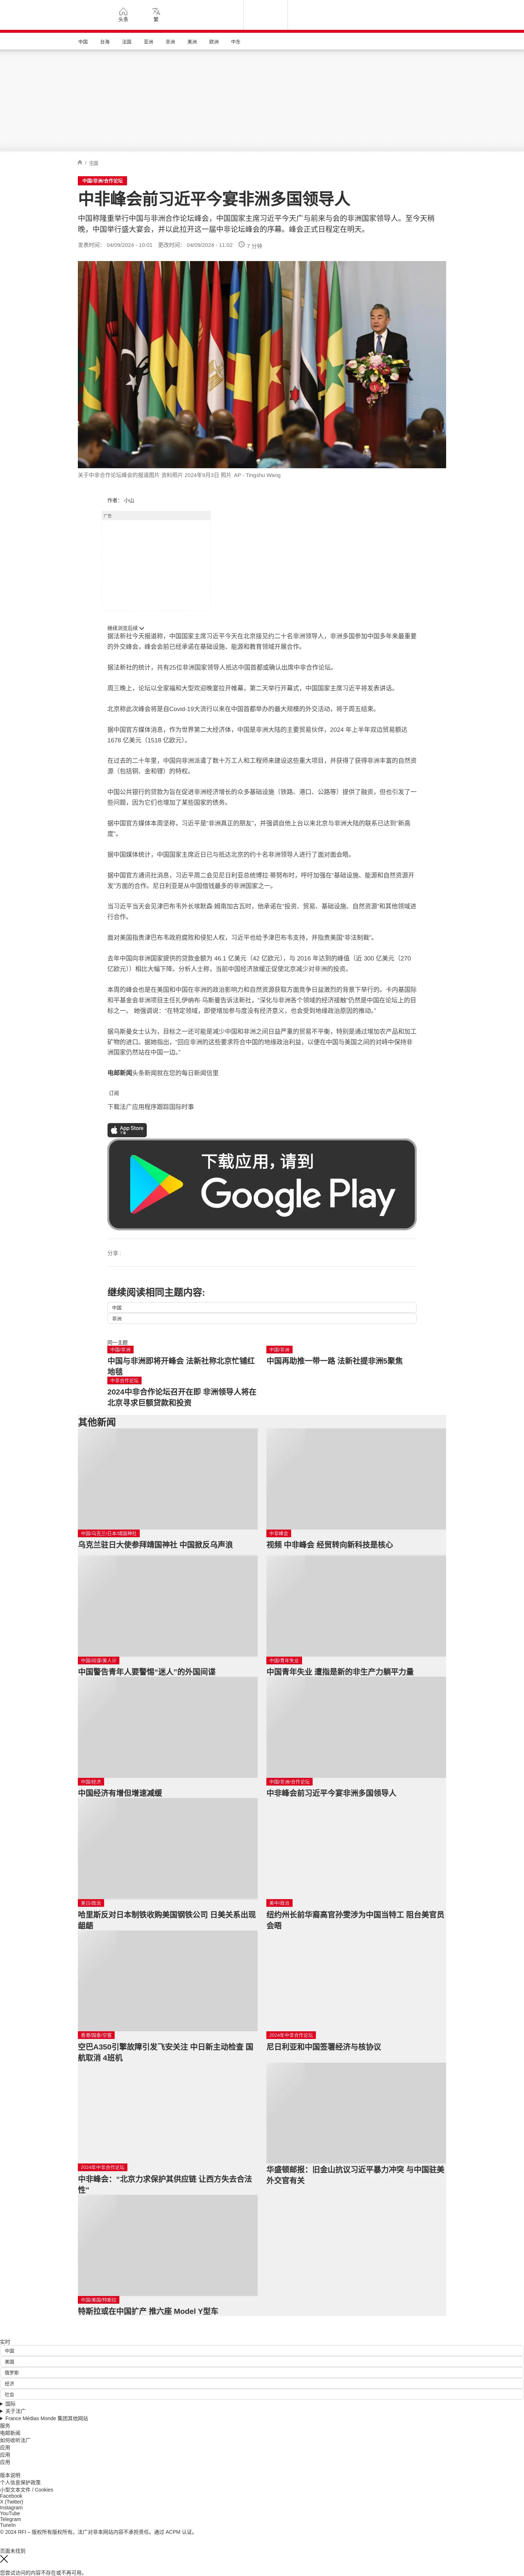 头条
繁
中国
台海
法国
亚洲
非洲
美洲
欧洲
中东
/ 法国
中国/非洲/合作论坛
中非峰会前习近平今宴非洲多国领导人
中国称隆重举行中国与非洲合作论坛峰会，中国国家主席习近平今天广与前来与会的非洲国家领导人。至今天稍晚，中国举行盛大宴会，并以此拉开这一届中非论坛峰会的序幕。峰会正式日程定在明天。
发表时间： 04/09/2024 - 10:01 更改时间： 04/09/2024 - 11:02 7 分钟
关于中非合作论坛峰会的报道图片 资料照片 2024年9月3日 照片 AP - Tingshu Wang
作者： 小山
广告
继续浏览后续
据法新社今天报道称，中国国家主席习近平今天在北京接见约二十名非洲领导人，非洲多国参加中国多年来最重要的外交峰会，峰会会前已经承诺在基础设施、能源和教育领域开展合作。
据法新社的统计，共有25位非洲国家领导人抵达中国首都或确认出席中非合作论坛。
周三晚上，论坛以全家福和大型欢迎晚宴拉开帷幕，第二天举行开幕式，中国国家主席习近平将发表讲话。
北京称此次峰会将是自Covid-19大流行以来在中国首都举办的最大规模的外交活动，将于周五结束。
据中国官方媒体消息，作为世界第二大经济体，中国是非洲大陆的主要贸易伙伴，2024 年上半年双边贸易额达 1678 亿美元（1518 亿欧元）。
在过去的二十年里，中国向非洲派遣了数十万工人和工程师来建设这些重大项目，并获得了获得非洲丰富的自然资源（包括铜、金和锂）的特权。
中国公共银行的贷款为旨在促进非洲经济增长的众多基础设施（铁路、港口、公路等）提供了融资，但也引发了一些问题，因为它们也增加了某些国家的债务。
据中国官方媒体本周坚称，习近平是“非洲真正的朋友”，并强调自他上台以来北京与非洲大陆的联系已达到“新高度”。
据中国媒体统计，中国国家主席近日已与抵达北京的约十名非洲领导人进行了面对面会晤。
据中国官方通讯社消息，习近平周二会见尼日利亚总统博拉·蒂努布时，呼吁加强在“基础设施、能源和自然资源开发”方面的合作。尼日利亚是从中国借钱最多的非洲国家之一。
当习近平当天会见津巴布韦外长埃默森·姆南加古瓦时，他承诺在“投资、贸易、基础设施、自然资源”和其他领域进行合作。
面对美国指责津巴布韦政府腐败和侵犯人权，习近平也给予津巴布韦支持，并指责美国“非法制裁”。
去年中国向非洲国家提供的贷款金额为 46.1 亿美元（42 亿欧元），与 2016 年达到的峰值（近 300 亿美元（270 亿欧元））相比大幅下降。分析人士称，当前中国经济放缓正促使北京减少对非洲的投资。
本周的峰会也是在美国和中国在非洲的政治影响力和自然资源获取方面竞争日益激烈的背景下举行的。卡内基国际和平基金会非洲项目主任扎伊纳布·乌斯曼告诉法新社，“深化与非洲各个领域的经济接触”仍然是中国在论坛上的目标之一。 她强调说：“在特定领域，即使增加参与度没有经济意义，也会受到地缘政治原因的推动。”
据乌斯曼女士认为，目标之一还可能是减少中国和非洲之间日益严重的贸易不平衡，特别是通过增加农产品和加工矿物的进口。据她指出，“回应非洲的这些要求符合中国的地缘政治利益，以便在中国与美国之间的对峙中保持非洲国家仍然站在中国一边。”
电邮新闻头条新闻就在您的每日新闻信里
订阅
下载法广应用程序跟踪国际时事
App Store
下载应用，请到
Google Play
分享 :
继续阅读相同主题内容:
中国
非洲
同一主题
中国/非洲
中国与非洲即将开峰会 法新社称北京忙铺红地毯
中国/非洲
中国再助推一带一路 法新社提非洲5聚焦
中非合作论坛
2024中非合作论坛召开在即 非洲领导人将在北京寻求巨额贷款和投资
其他新闻
中国/乌克兰/日本/靖国神社
乌克兰驻日大使参拜靖国神社 中国掀反乌声浪
中非峰会
视频 中非峰会 经贸转向新科技是核心
中国/间谍/美人计
中国警告青年人要警惕“迷人”的外国间谍
中国/青年失业
中国青年失业 遭指是新的非生产力躺平力量
中国/经济
中国经济有增但增速减缓
中国/非洲/合作论坛
中非峰会前习近平今宴非洲多国领导人
美日/政法
哈里斯反对日本制铁收购美国钢铁公司 日美关系出现龃龉
美中/政治
纽约州长前华裔高官孙雯涉为中国当特工 阻台美官员会晤
香港/国泰/空客
空巴A350引擎故障引发飞安关注 中日新主动检查 国航取消 4班机
2024年中非合作论坛
尼日利亚和中国签署经济与核协议
2024年中非合作论坛
中非峰会：“北京力求保护其供应链 让西方失去合法性”
华盛顿邮报：旧金山抗议习近平暴力冲突 与中国驻美外交官有关
中国/美国/特斯拉
特斯拉或在中国扩产 推六座 Model Y型车
实时
中国
美国
俄罗斯
经济
社会
国际
关于法广
France Médias Monde 集团其他网站
服务
电邮新闻
如何收听法广
应用
应用
应用
版本说明
个人信息保护政策
小型文本文件 / Cookies
Facebook
X (Twitter)
Instagram
YouTube
Telegram
TuneIn
© 2024 RFI – 版权所有版权所有。法广对非本网站内容不承担责任。通过 ACPM 认证。
页面未找到
您尝试访问的内容不存在或不再可用。